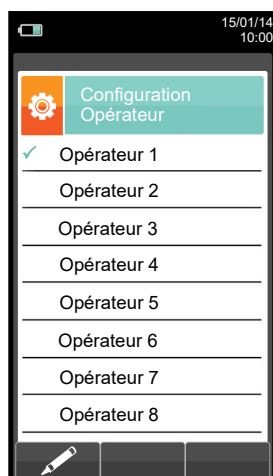 15/01/14
10:00
Configuration
Opérateur
Opérateur 1
Opérateur 2
Opérateur 3
Opérateur 4
Opérateur 5
Opérateur 6
Opérateur 7
Opérateur 8